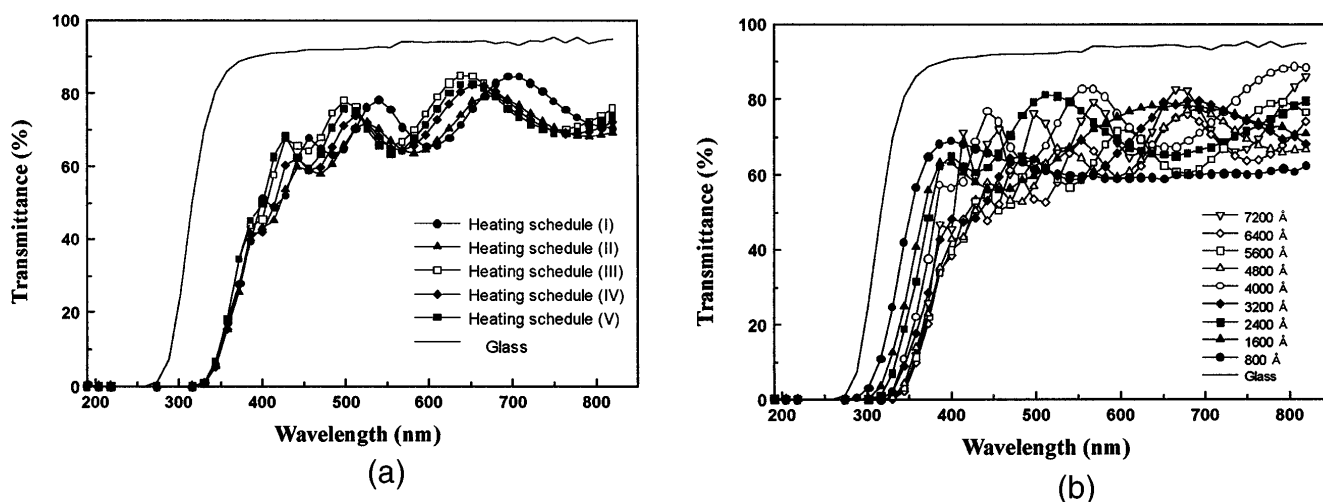 100
80
60
40
20
0
Transmittance (%)
Heating schedule (I)
Heating schedule (II)
Heating schedule (III)
Heating schedule (IV)
Heating schedule (V)
Glass
200 300 400 500 600 700 800
Wavelength (nm)
(a)
100
80
60
40
20
0
Transmittance (%)
7200 Å
6400 Å
5600 Å
4800 Å
4000 Å
3200 Å
2400 Å
1600 Å
800 Å
Glass
200 300 400 500 600 700 800
Wavelength (nm)
(b)